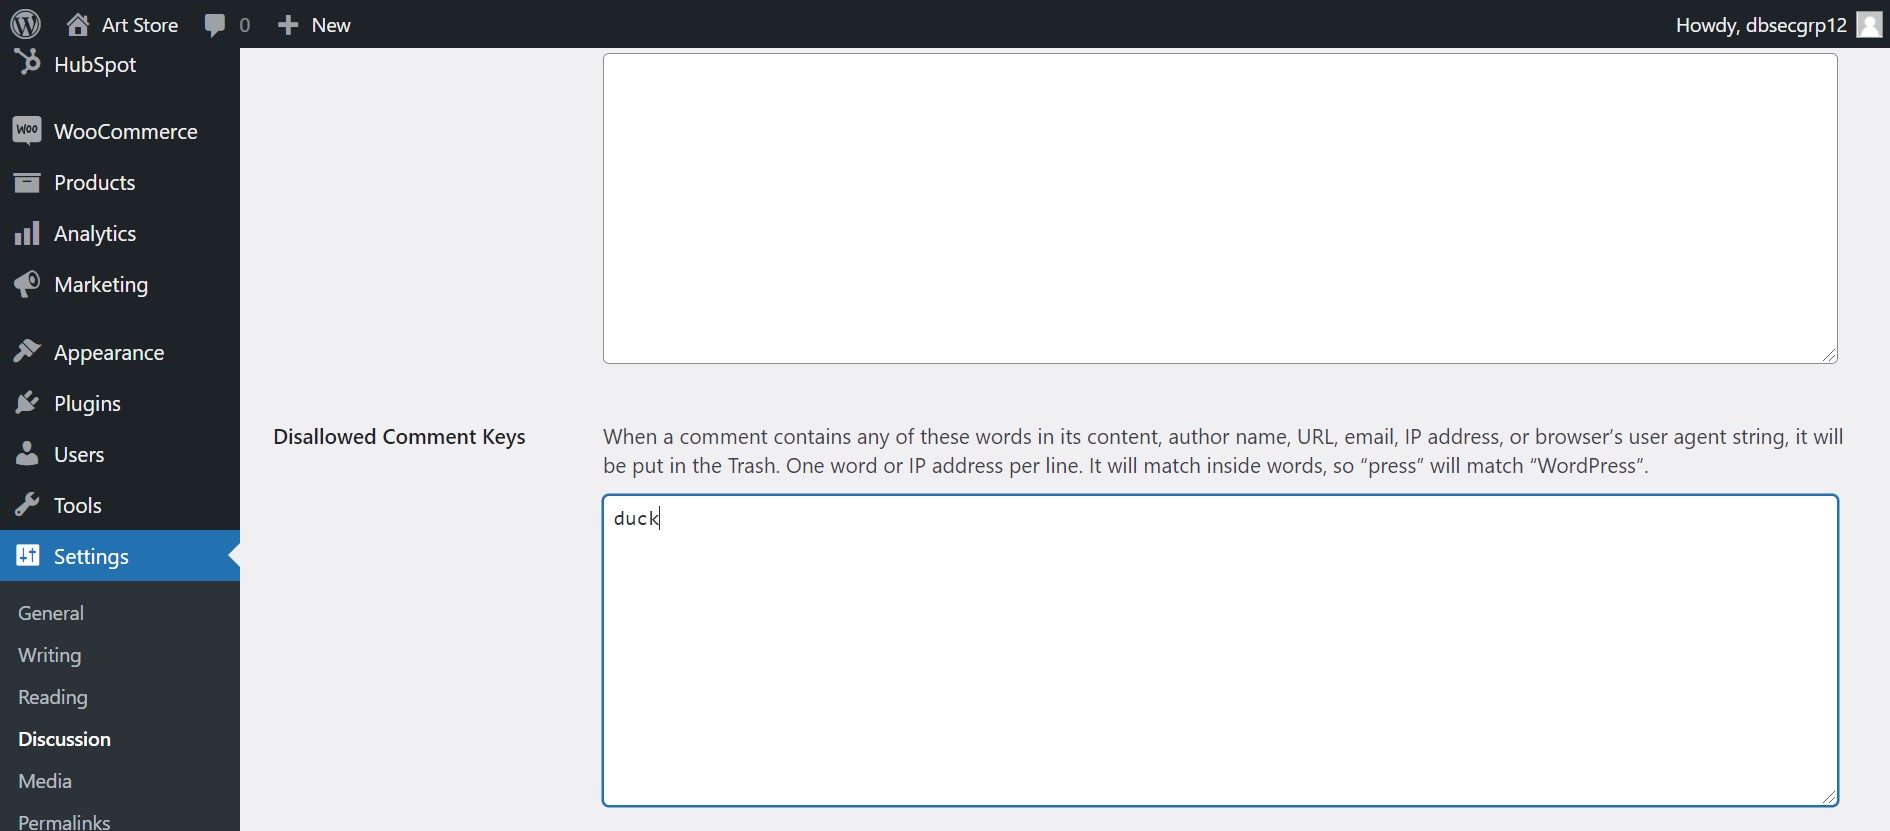 Art Store
0
New
Howdy, dbsecgrp12
HubSpot
Woo
WooCommerce
Products
Analytics
Marketing
Appearance
Plugins
Users
Tools
Settings
General
Writing
Reading
Discussion
Media
Permalinks
Disallowed Comment Keys
When a comment contains any of these words in its content, author name, URL, email, IP address, or browser’s user agent string, it will
be put in the Trash. One word or IP address per line. It will match inside words, so “press” will match “WordPress”.
duck